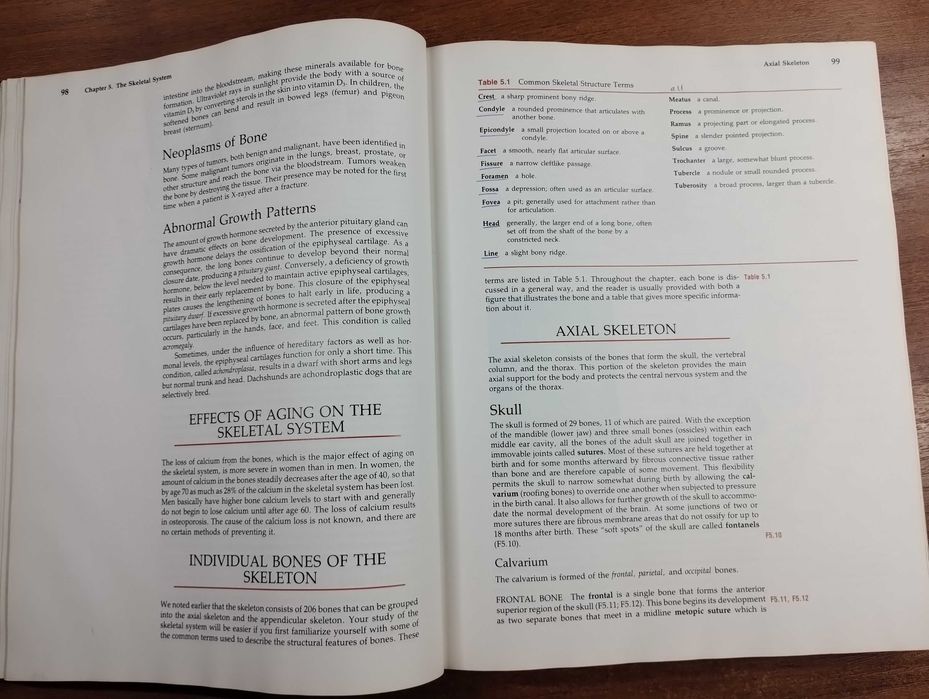 98 Chapter 5. The Skeletal System
intestine into the bloodstream, making these minerals available for bone
formation. Ultraviolet rays in sunlight provide the body with a source of
vitamin D₃ by converting sterols in the skin into vitamin D₃. In children, the
softened bones can bend and result in bowed legs (femur) and pigeon
breast (sternum).
Neoplasms of Bone
Many types of tumors, both benign and malignant, have been identified in
bone. Some malignant tumors originate in the lungs, breast, prostate, or
other structure and reach the bone via the bloodstream. Tumors weaken
the bone by destroying the tissue. Their presence may be noted for the first
time when a patient is X-rayed after a fracture.
Abnormal Growth Patterns
The amount of growth hormone secreted by the anterior pituitary gland can
have dramatic effects on bone development. The presence of excessive
growth hormone delays the ossification of the epiphyseal cartilage. As a
consequence, the long bones continue to develop beyond their normal
closure date, producing a pituitary giant. Conversely, a deficiency of growth
hormone, below the level needed to maintain active epiphyseal cartilages,
results in their early replacement by bone. This closure of the epiphyseal
plates causes the lengthening of bones to halt early in life, producing a
pituitary dwarf. If excessive growth hormone is secreted after the epiphyseal
cartilages have been replaced by bone, an abnormal pattern of bone growth
occurs, particularly in the hands, face, and feet. This condition is called
acromegaly.
Sometimes, under the influence of hereditary factors as well as hor-
monal levels, the epiphyseal cartilages function for only a short time. This
condition, called achondroplasia, results in a dwarf with short arms and legs
but normal trunk and head. Dachshunds are achondroplastic dogs that are
selectively bred.
EFFECTS OF AGING ON THE
SKELETAL SYSTEM
The loss of calcium from the bones, which is the major effect of aging on
the skeletal system, is more severe in women than in men. In women, the
amount of calcium in the bones steadily decreases after the age of 40, so that
by age 70 as much as 28% of the calcium in the skeletal system has been lost.
Men basically have higher bone calcium levels to start with and generally
do not begin to lose calcium until after age 60. The loss of calcium results
in osteoporosis. The cause of the calcium loss is not known, and there are
no certain methods of preventing it.
INDIVIDUAL BONES OF THE
SKELETON
We noted earlier that the skeleton consists of 206 bones that can be grouped
into the axial skeleton and the appendicular skeleton. Your study of the
skeletal system will be easier if you first familiarize yourself with some of
the common terms used to describe the structural features of bones. These
Axial Skeleton 99
Table 5.1 Common Skeletal Structure Terms
all
Crest a sharp prominent bony ridge.
Condyle a rounded prominence that articulates with
another bone.
Epicondyle a small projection located on or above a
condyle.
Facet a smooth, nearly flat articular surface.
Fissure a narrow cleftlike passage.
Foramen a hole.
Fossa a depression; often used as an articular surface.
Fovea a pit; generally used for attachment rather than
for articulation.
Head generally, the larger end of a long bone, often
set off from the shaft of the bone by a
constricted neck.
Line a slight bony ridge.
Meatus a canal.
Process a prominence or projection.
Ramus a projecting part or elongated process.
Spine a slender pointed projection.
Sulcus a groove.
Trochanter a large, somewhat blunt process.
Tubercle a nodule or small rounded process.
Tuberosity a broad process, larger than a tubercle.
terms are listed in Table 5.1. Throughout the chapter, each bone is dis- Table 5.1
cussed in a general way, and the reader is usually provided with both a
figure that illustrates the bone and a table that gives more specific informa-
tion about it.
AXIAL SKELETON
The axial skeleton consists of the bones that form the skull, the vertebral
column, and the thorax. This portion of the skeleton provides the main
axial support for the body and protects the central nervous system and the
organs of the thorax.
Skull
The skull is formed of 29 bones, 11 of which are paired. With the exception
of the mandible (lower jaw) and three small bones (ossicles) within each
middle ear cavity, all the bones of the adult skull are joined together in
immovable joints called sutures. Most of these sutures are held together at
birth and for some months afterward by fibrous connective tissue rather
than bone and are therefore capable of some movement. This flexibility
permits the skull to narrow somewhat during birth by allowing the cal-
varium (roofing bones) to override one another when subjected to pressure
in the birth canal. It also allows for further growth of the skull to accommo-
date the normal development of the brain. At some junctions of two or
more sutures there are fibrous membrane areas that do not ossify for up to
18 months after birth. These "soft spots" of the skull are called fontanels
(F5.10). F5.10
Calvarium
The calvarium is formed of the frontal, parietal, and occipital bones.
FRONTAL BONE The frontal is a single bone that forms the anterior
superior region of the skull (F5.11; F5.12). This bone begins its development F5.11, F5.12
as two separate bones that meet in a midline metopic suture which is